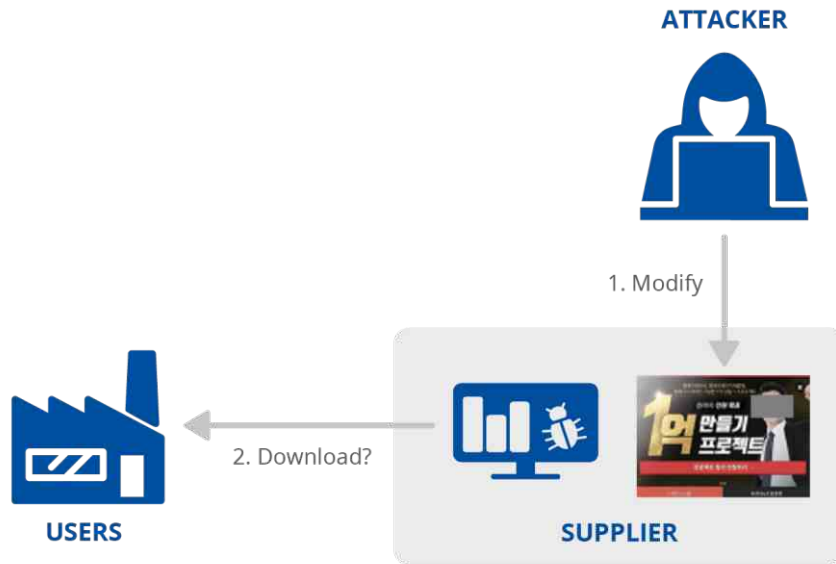 ATTACKER
1. Modify
1억
만들기
프로젝트
2. Download?
USERS
SUPPLIER